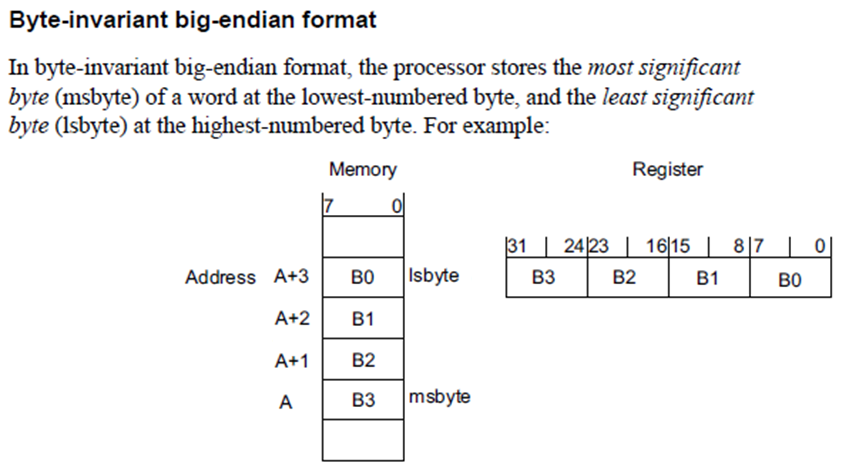 Byte-invariant big-endian format
In byte-invariant big-endian format, the processor stores the most significant
byte (msbyte) of a word at the lowest-numbered byte, and the least significant
byte (lsbyte) at the highest-numbered byte. For example:
Memory Register
7 0
31 24 23 16 15 8 7 0
Address A+3 B0 lsbyte B3 B2 B1 B0
A+2 B1
A+1 B2
A B3 msbyte